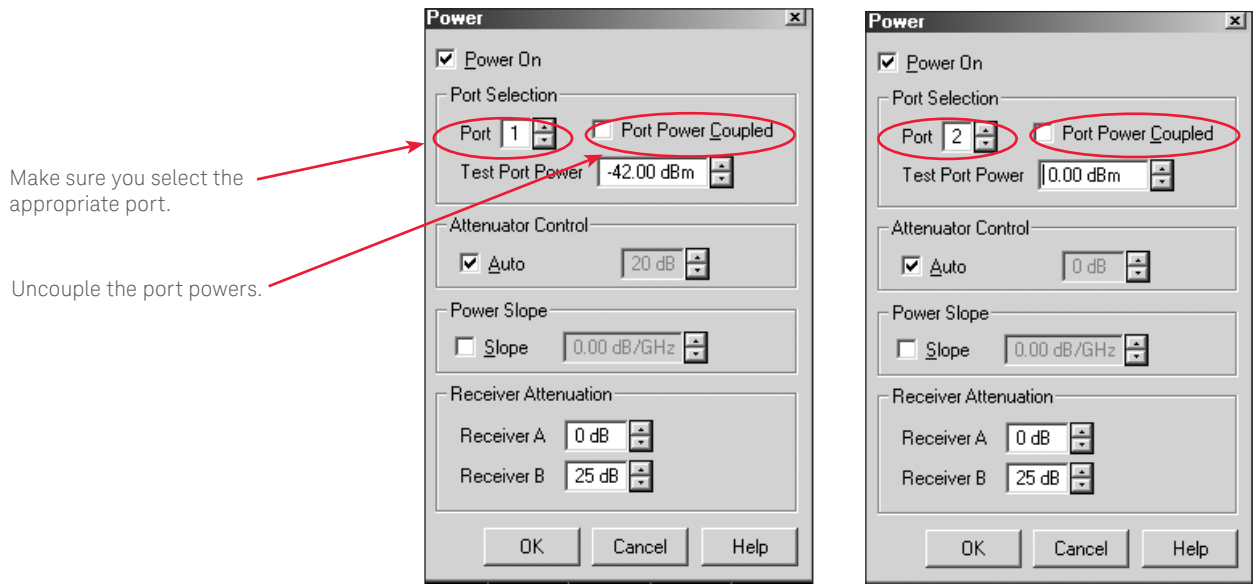 Make sure you select the
appropriate port.
Uncouple the port powers.
Power
Power On
Port Selection
Port 1 Port Power Coupled
Test Port Power -42.00 dBm
Attenuator Control
Auto 20 dB
Power Slope
Slope 0.00 dB/GHz
Receiver Attenuation
Receiver A 0 dB
Receiver B 25 dB
OK Cancel Help
Power
Power On
Port Selection
Port 2 Port Power Coupled
Test Port Power 0.00 dBm
Attenuator Control
Auto 0 dB
Power Slope
Slope 0.00 dB/GHz
Receiver Attenuation
Receiver A 0 dB
Receiver B 25 dB
OK Cancel Help